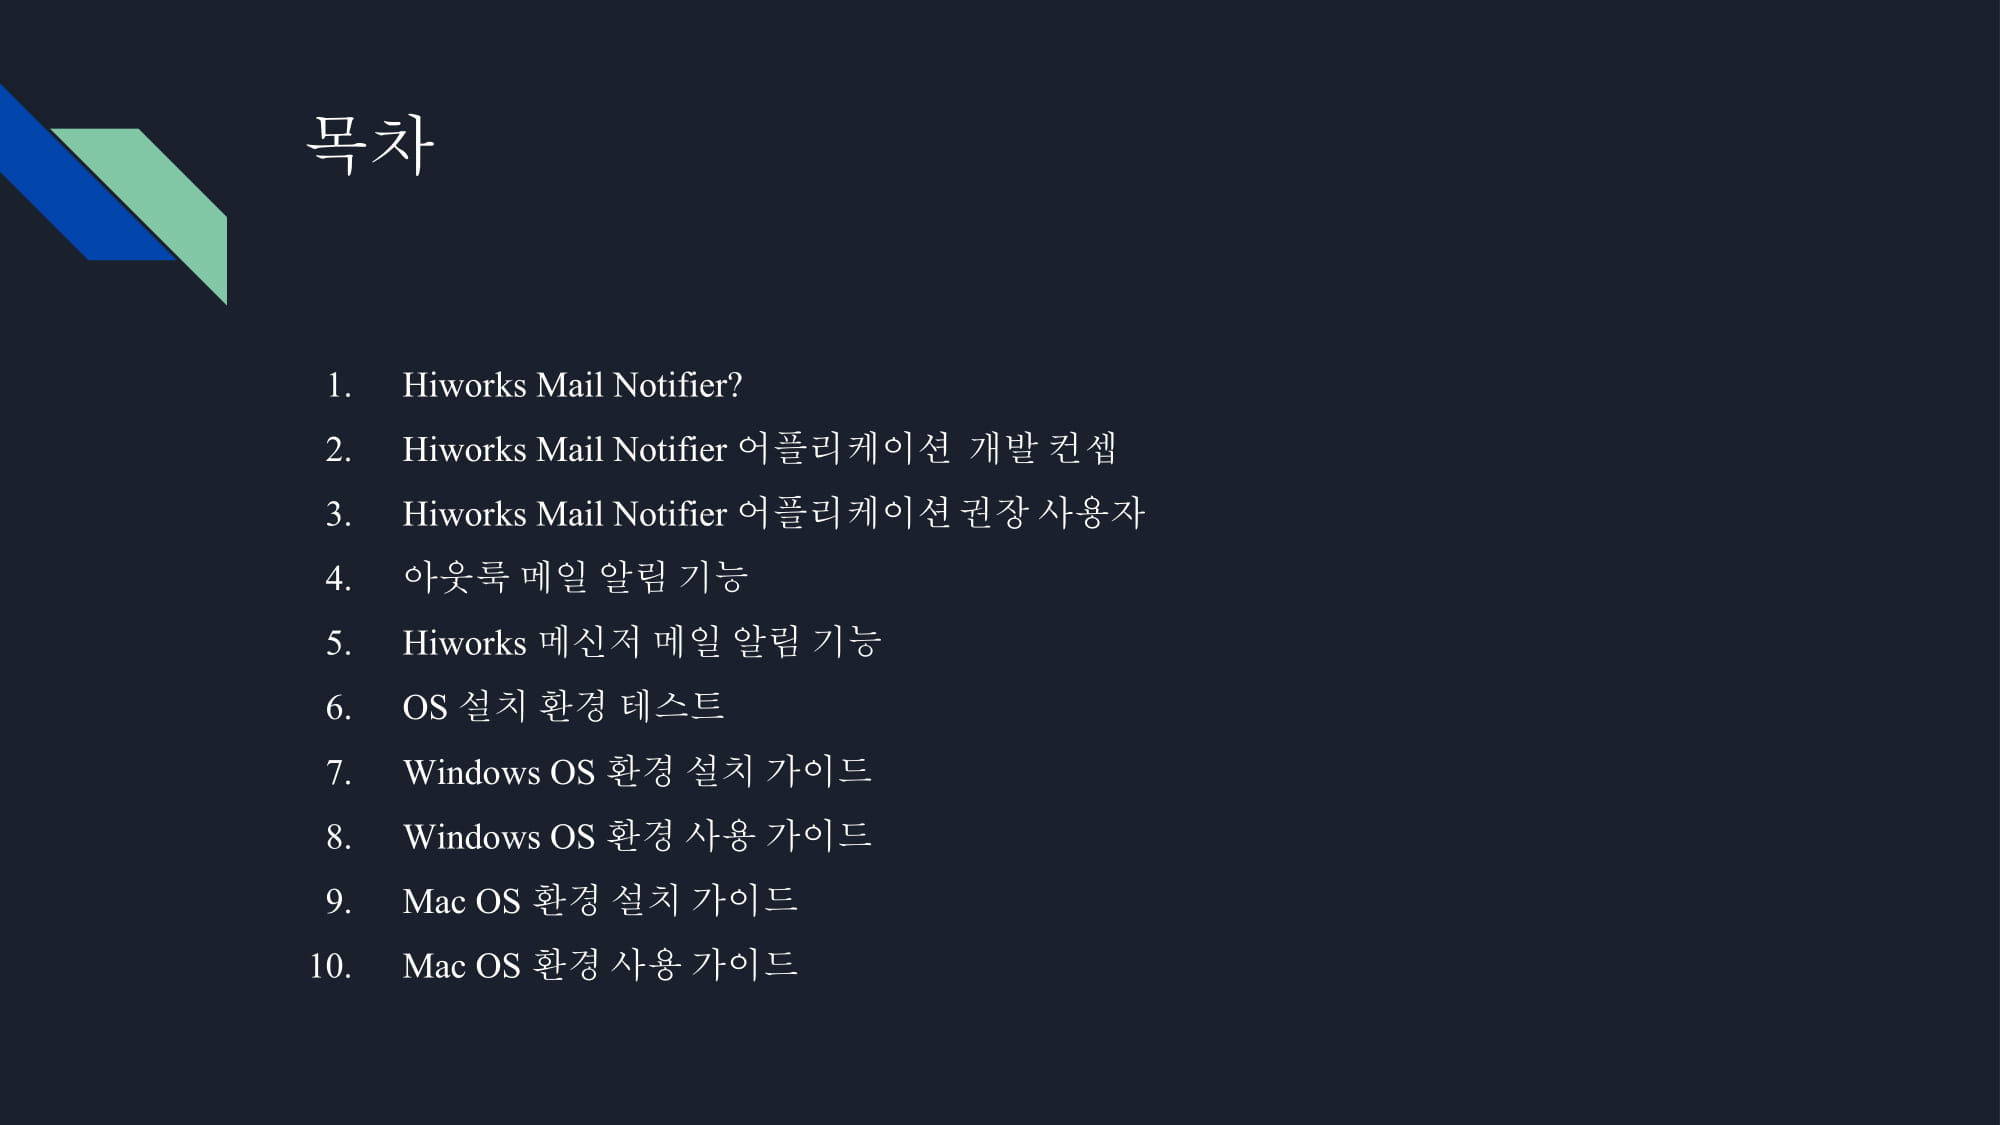 목차
1. Hiworks Mail Notifier?
2. Hiworks Mail Notifier 어플리케이션 개발 컨셉
3. Hiworks Mail Notifier 어플리케이션 권장 사용자
4. 아웃룩 메일 알림 기능
5. Hiworks 메신저 메일 알림 기능
6. OS 설치 환경 테스트
7. Windows OS 환경 설치 가이드
8. Windows OS 환경 사용 가이드
9. Mac OS 환경 설치 가이드
10. Mac OS 환경 사용 가이드